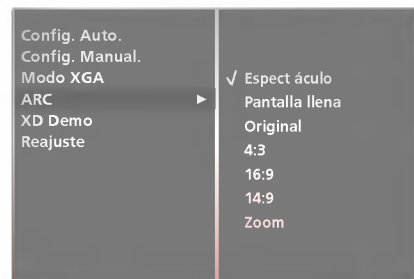 Config. Auto.
Config. Manual.
Modo XGA
ARC
XD Demo
Reajuste
✓ Espect áculo
Pantalla llena
Original
4:3
16:9
14:9
Zoom